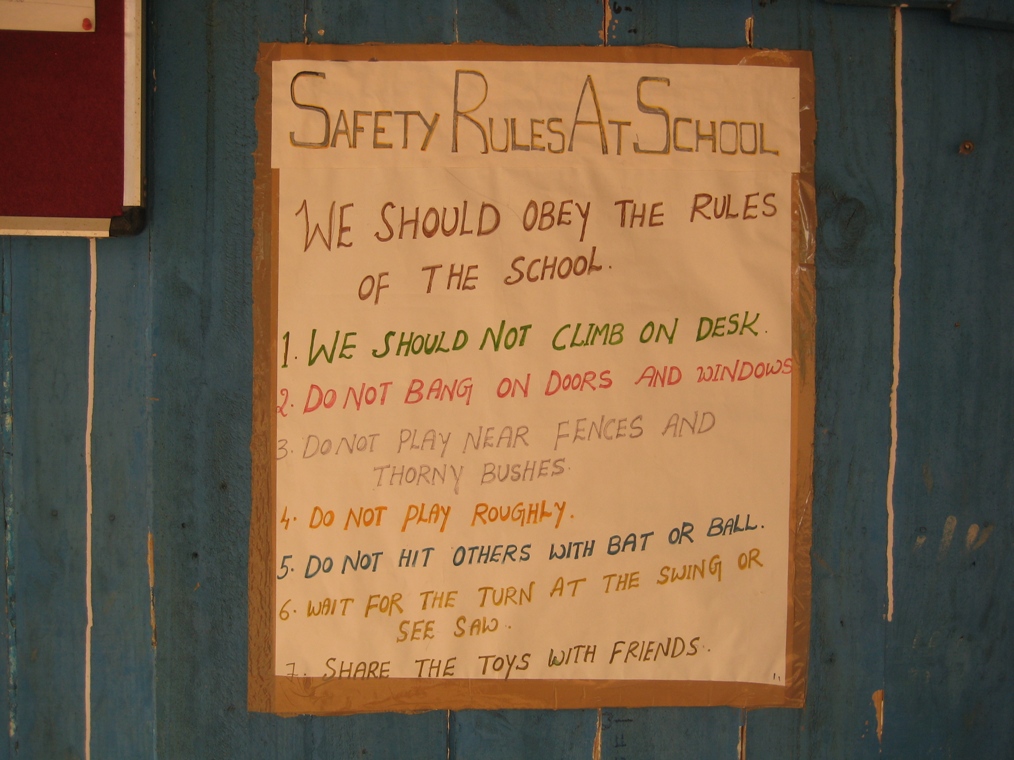 SAFETY RULES AT SCHOOL
WE SHOULD OBEY THE RULES
OF THE SCHOOL.
1. WE SHOULD NOT CLIMB ON DESK.
2. DO NOT BANG ON DOORS AND WINDOWS
3. DO NOT PLAY NEAR FENCES AND
THORNY BUSHES.
4. DO NOT PLAY ROUGHLY.
5. DO NOT HIT OTHERS WITH BAT OR BALL.
6. WAIT FOR THE TURN AT THE SWING OR
SEE SAW.
7. SHARE THE TOYS WITH FRIENDS.